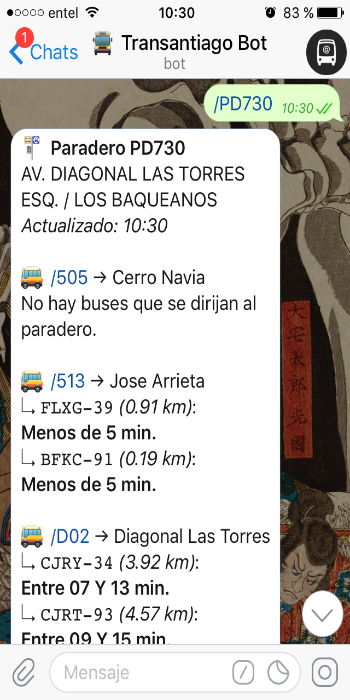 entel 10:30 83 %
1
Chats
Transantiago Bot
bot
/PD730 10:30
Paradero PD730
AV. DIAGONAL LAS TORRES
ESQ. / LOS BAQUEANOS
Actualizado: 10:30
/505 → Cerro Navia
No hay buses que se dirijan al
paradero.
/513 → Jose Arrieta
FLXG-39 (0.91 km):
Menos de 5 min.
BFKC-91 (0.19 km):
Menos de 5 min.
/D02 → Diagonal Las Torres
CJRY-34 (3.92 km):
Entre 07 Y 13 min.
CJRT-93 (4.57 km):
Entre 09 Y 15 min.
Mensaje